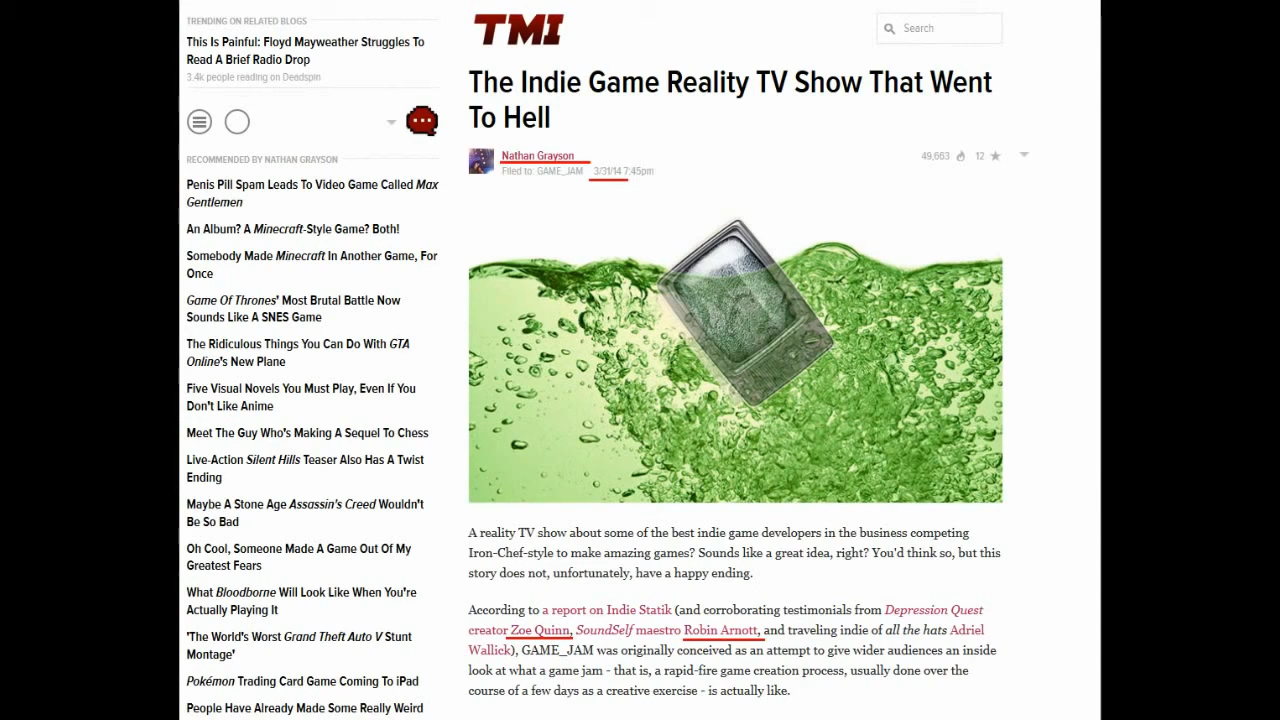 TRENDING ON RELATED BLOGS
This Is Painful: Floyd Mayweather Struggles To
Read A Brief Radio Drop
3.4k people reading on Deadspin
RECOMMENDED BY NATHAN GRAYSON
Penis Pill Spam Leads To Video Game Called Max
Gentlemen
An Album? A Minecraft-Style Game? Both!
Somebody Made Minecraft In Another Game, For
Once
Game Of Thrones' Most Brutal Battle Now
Sounds Like A SNES Game
The Ridiculous Things You Can Do With GTA
Online's New Plane
Five Visual Novels You Must Play, Even If You
Don't Like Anime
Meet The Guy Who's Making A Sequel To Chess
Live-Action Silent Hills Teaser Also Has A Twist
Ending
Maybe A Stone Age Assassin's Creed Wouldn't
Be So Bad
Oh Cool, Someone Made A Game Out Of My
Greatest Fears
What Bloodborne Will Look Like When You're
Actually Playing It
'The World's Worst Grand Theft Auto V Stunt
Montage'
Pokémon Trading Card Game Coming To iPad
People Have Already Made Some Really Weird
TMI
Search
The Indie Game Reality TV Show That Went
To Hell
Nathan Grayson
49,663 12
Filed to: GAME_JAM 3/31/14 7:45pm
A reality TV show about some of the best indie game developers in the business competing
Iron-Chef-style to make amazing games? Sounds like a great idea, right? You'd think so, but this
story does not, unfortunately, have a happy ending.
According to a report on Indie Statik (and corroborating testimonials from Depression Quest
creator Zoe Quinn, SoundSelf maestro Robin Arnott, and traveling indie of all the hats Adriel
Wallick), GAME_JAM was originally conceived as an attempt to give wider audiences an inside
look at what a game jam - that is, a rapid-fire game creation process, usually done over the
course of a few days as a creative exercise - is actually like.